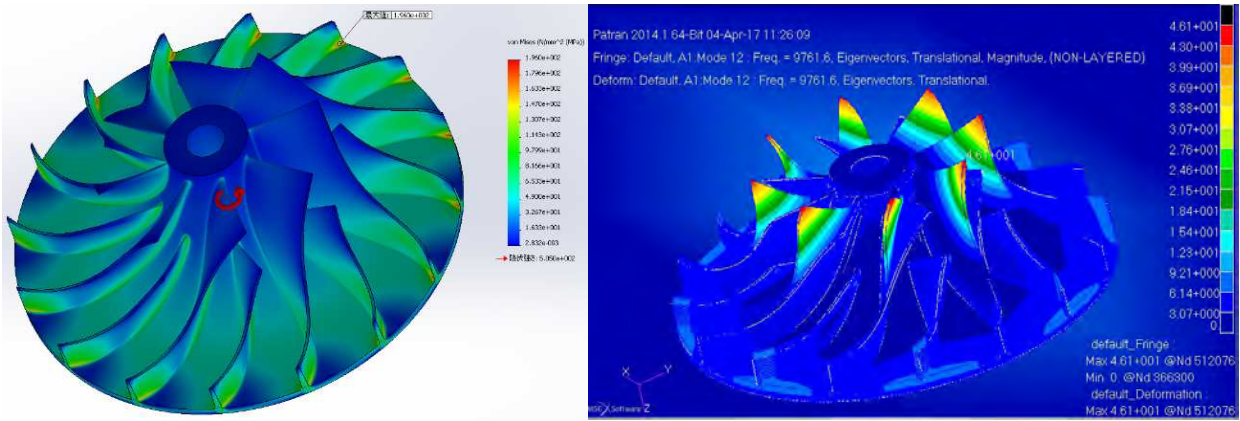 最大值: 1.960e+002
von Mises (N/mm^2 (MPa))
1.960e+002
1.796e+002
1.633e+002
1.470e+002
1.307e+002
1.143e+002
9.799e+001
8.166e+001
6.533e+001
4.900e+001
3.267e+001
1.633e+001
2.832e-003
5.050e+002
Patran 2014.1 64-Bit 04-Apr-17 11:26:09
Fringe: Default, A1:Mode 12 : Freq. = 9761.6, Eigenvectors, Translational, Magnitude, (NON-LAYERED)
Deform: Default, A1:Mode 12 : Freq. = 9761.6, Eigenvectors, Translational,
4.61+001
4.61+001
4.30+001
3.99+001
3.69+001
3.38+001
3.07+001
2.76+001
2.46+001
2.15+001
1.84+001
1.54+001
1.23+001
9.21+000
6.14+000
3.07+000
0.
default_Fringe :
Max 4.61+001 @Nd 512076
Min 0. @Nd 366300
default_Deformation :
Max 4.61+001 @Nd 512076
X
Y
Z
MSC Software